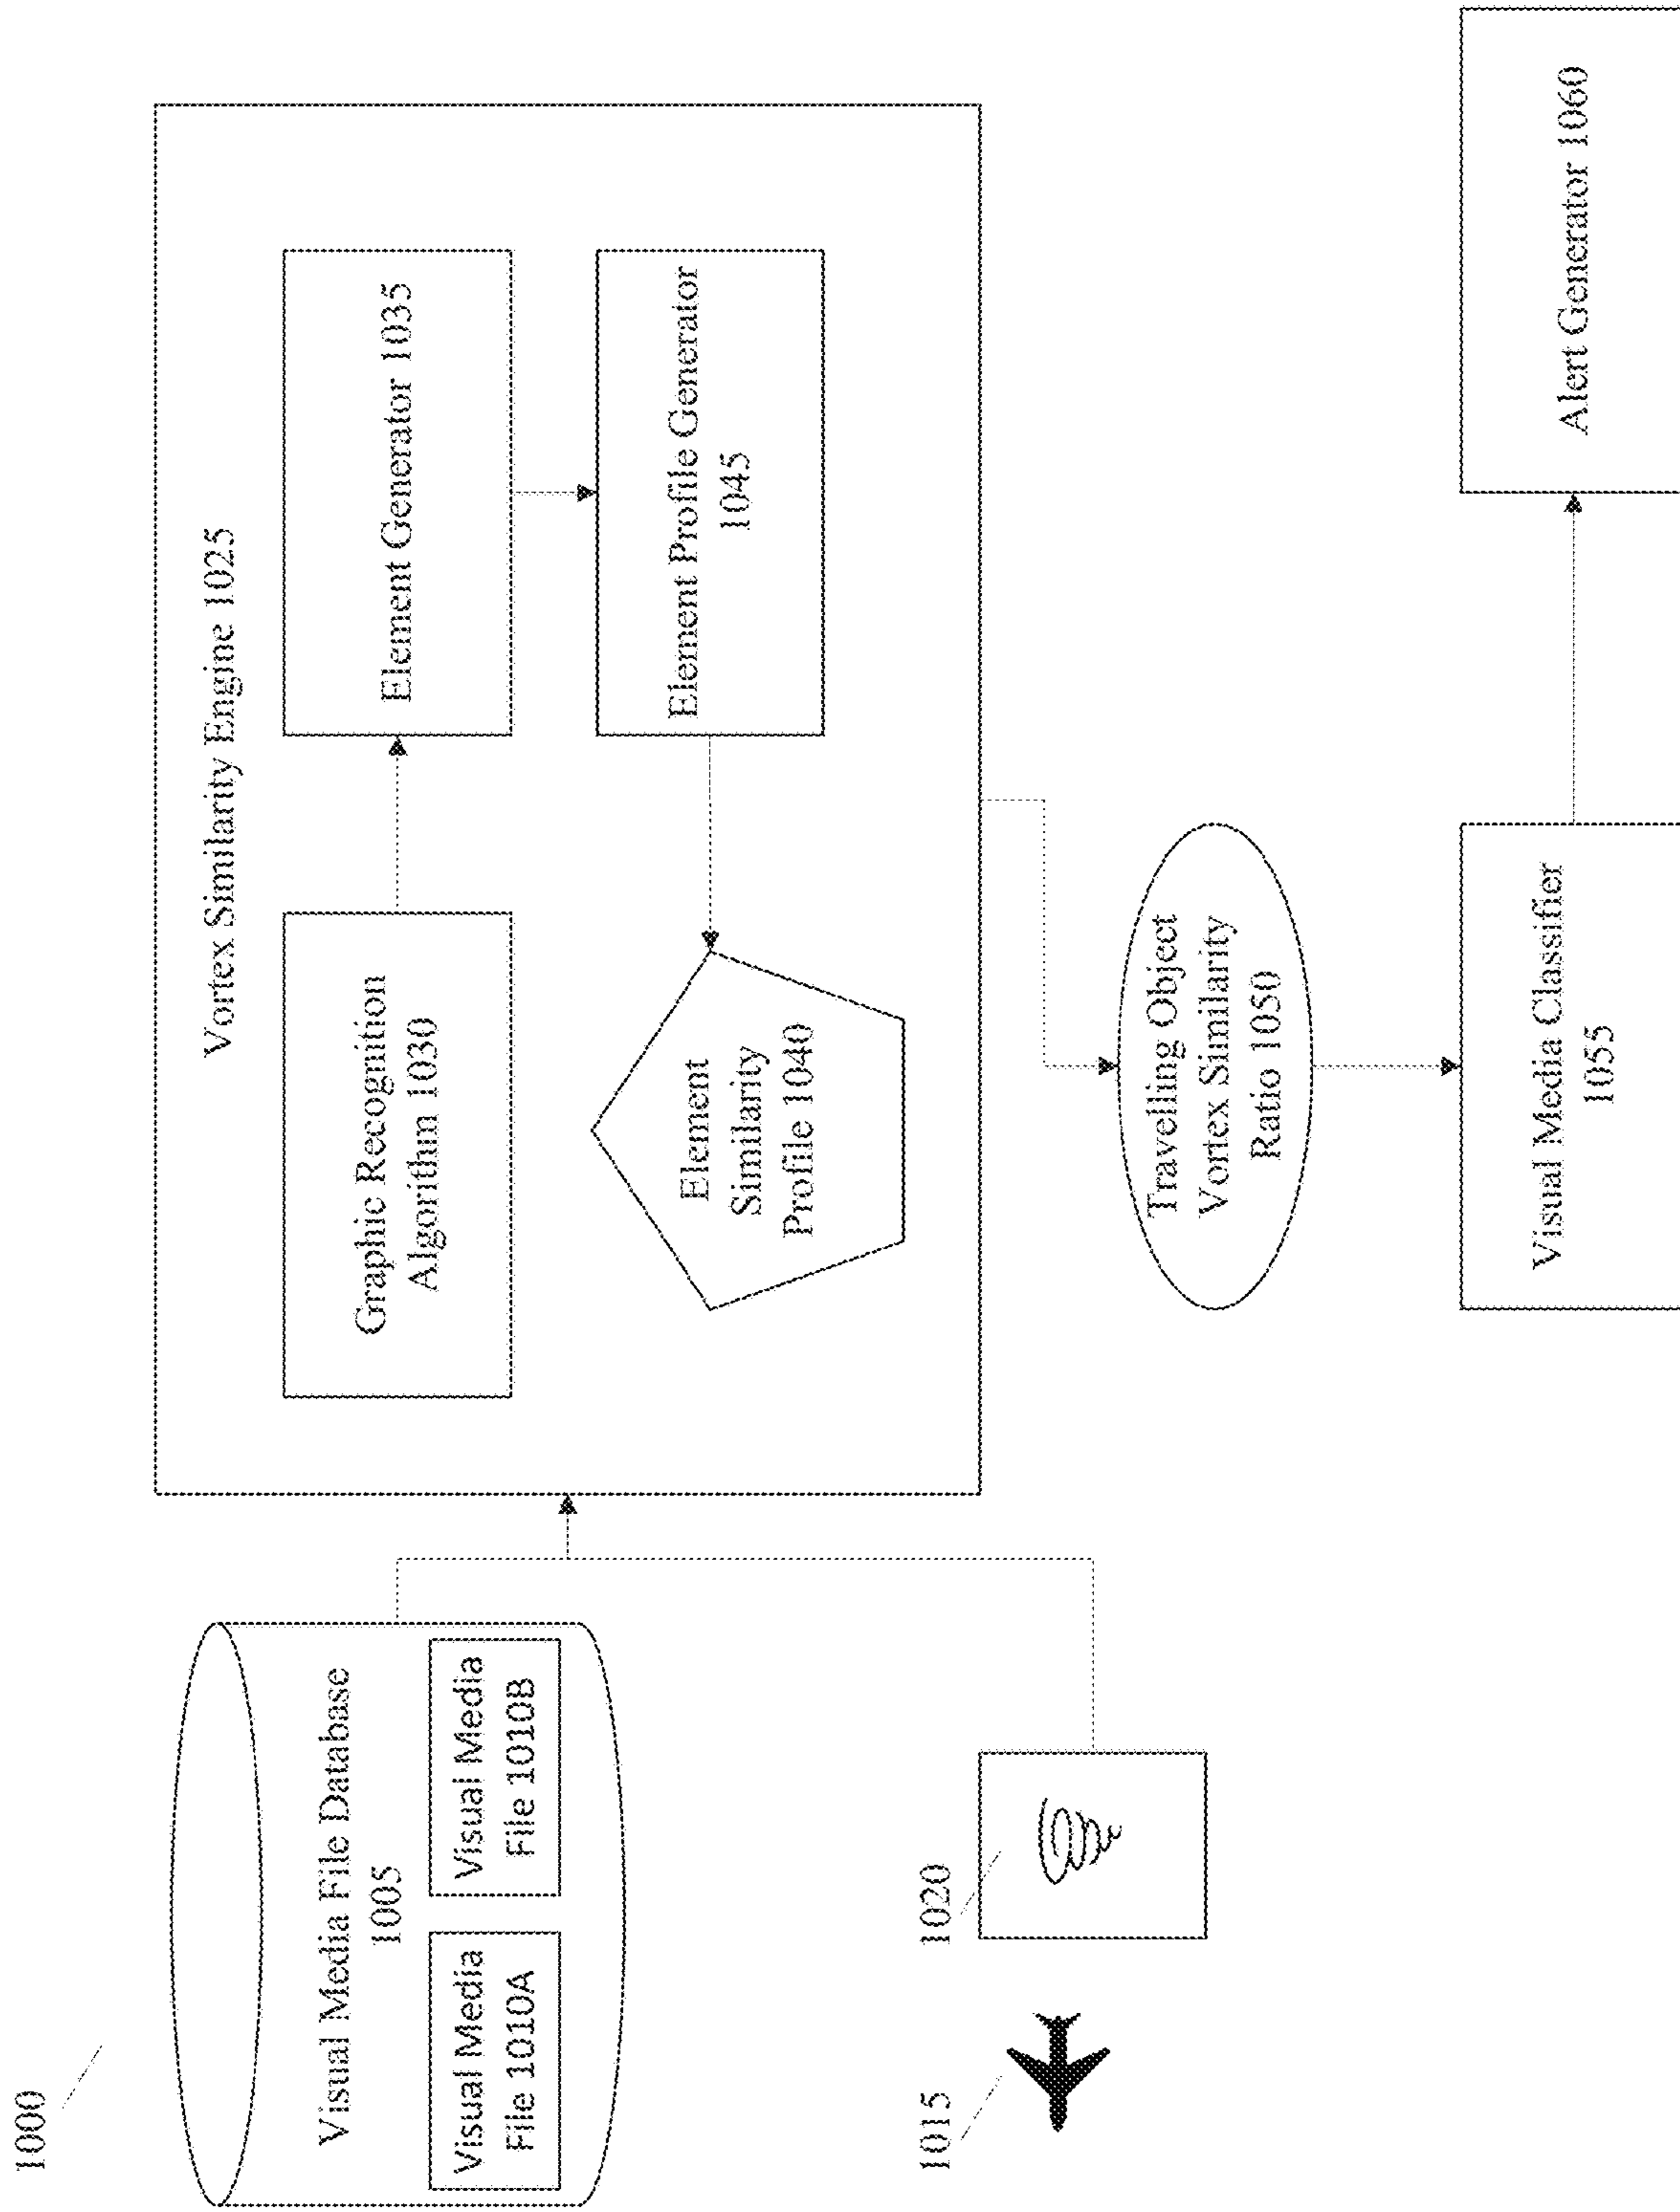 1000
Visual Media File Database
1005
Visual Media
File 1010A
Visual Media
File 1010B
1015
1020
Vortex Similarity Engine 1025
Graphic Recognition
Algorithm 1030
Element Generator 1035
Element
Similarity
Profile 1040
Element Profile Generator
1045
Travelling Object
Vortex Similarity
Ratio 1050
Visual Media Classifier
1055
Alert Generator 1060